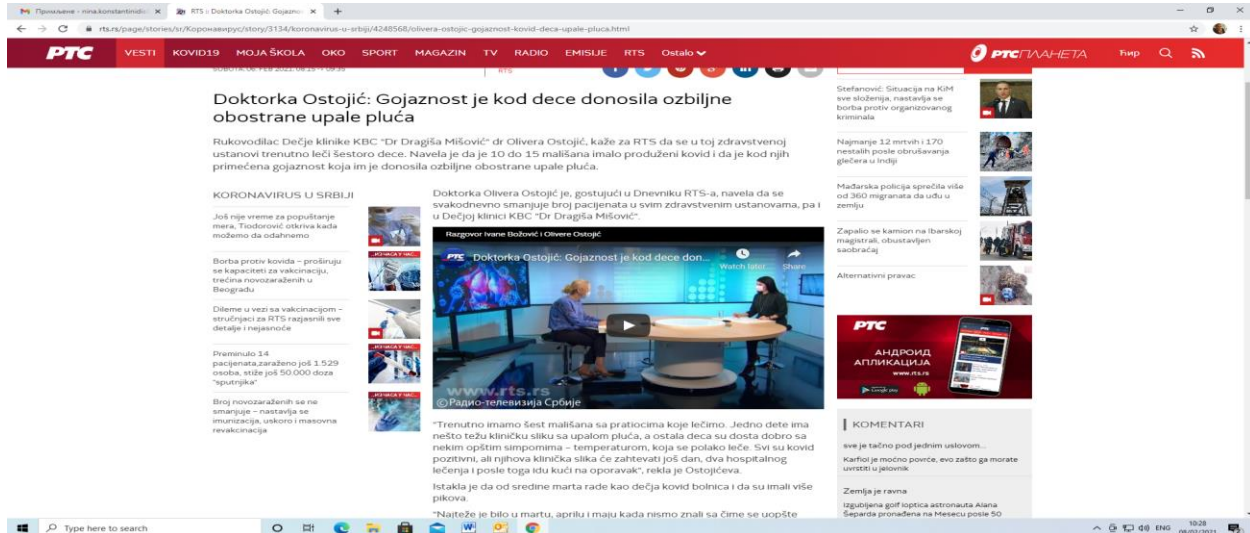 Примљене - nina.konstantinidi
RTS :: Doktorka Ostojić: Gojaznos
rts.rs/page/stories/sr/Коронавирус/story/3134/koronavirus-u-srbiji/4248568/olivera-ostojic-gojaznost-kovid-deca-upale-pluca.html
РТС
VESTI KOVID19 MOJA ŠKOLA OKO SPORT MAGAZIN TV RADIO EMISIJE RTS Ostalo
РТС ПЛАНЕТА
Ћир
RTS
Doktorka Ostojić: Gojaznost je kod dece donosila ozbiljne
obostrane upale pluća
Rukovodilac Dečje klinike KBC "Dr Dragiša Mišović" dr Olivera Ostojić, kaže za RTS da se u toj zdravstvenoj
ustanovi trenutno leči šestoro dece. Navela je da je 10 do 15 mališana imalo produženi kovid i da je kod njih
primećena gojaznost koja im je donosila ozbiljne obostrane upale pluća.
KORONAVIRUS U SRBIJI
Još nije vreme za popuštanje
mera, Tiodorović otkriva kada
možemo da odahnemo
Borba protiv kovida – proširuju
se kapaciteti za vakcinaciju,
trećina novozaraženih u
Beogradu
Dileme u vezi sa vakcinacijom –
stručnjaci za RTS razjasnili sve
detalje i nejasnoće
Preminulo 14
pacijenata,zaraženo još 1.529
osoba, stiže još 50.000 doza
"sputnjika"
Broj novozaraženih se ne
smanjuje – nastavlja se
imunizacija, uskoro i masovna
revakcinacija
Doktorka Olivera Ostojić je, gostujući u Dnevniku RTS-a, navela da se
svakodnevno smanjuje broj pacijenata u svim zdravstvenim ustanovama, pa i
u Dečjoj klinici KBC "Dr Dragiša Mišović".
Razgovor Ivane Božović i Olivere Ostojić
РТС
Doktorka Ostojić: Gojaznost je kod dece don...
Watch later
Share
www.rts.rs
©Радио-телевизија Србије
"Trenutno imamo šest mališana sa pratiocima koje lečimo. Jedno dete ima
nešto težu kliničku sliku sa upalom pluća, a ostala deca su dosta dobro sa
nekim opštim simpomima – temperaturom, koja se polako leče. Svi su kovid
pozitivni, ali njihova klinička slika će zahtevati još dan, dva hospitalnog
lečenja i posle toga idu kući na oporavak", rekla je Ostojićeva.
Istakla je da od sredine marta rade kao dečja kovid bolnica i da su imali više
pikova.
"Najteže je bilo u martu, aprilu i maju kada nismo znali sa čime se uopšte
Stefanović: Situacija na KiM
sve složenija, nastavlja se
borba protiv organizovanog
kriminala
Najmanje 12 mrtvih i 170
nestalih posle obrušavanja
glečera u Indiji
Mađarska policija sprečila više
od 360 migranata da uđu u
zemlju
Zapalio se kamion na Ibarskoj
magistrali, obustavljen
saobraćaj
Alternativni pravac
РТС
АНДРОИД
АПЛИКАЦИЈА
www.rts.rs
Google play
KOMENTARI
sve je tačno pod jednim uslovom...
Karfiol je moćno povrće, evo zašto ga morate
uvrstiti u jelovnik
Zemlja je ravna
Izgubljena golf loptica astronauta Alana
Šeparda pronađena na Mesecu posle 50
Type here to search
ENG
10:28
08/02/2021